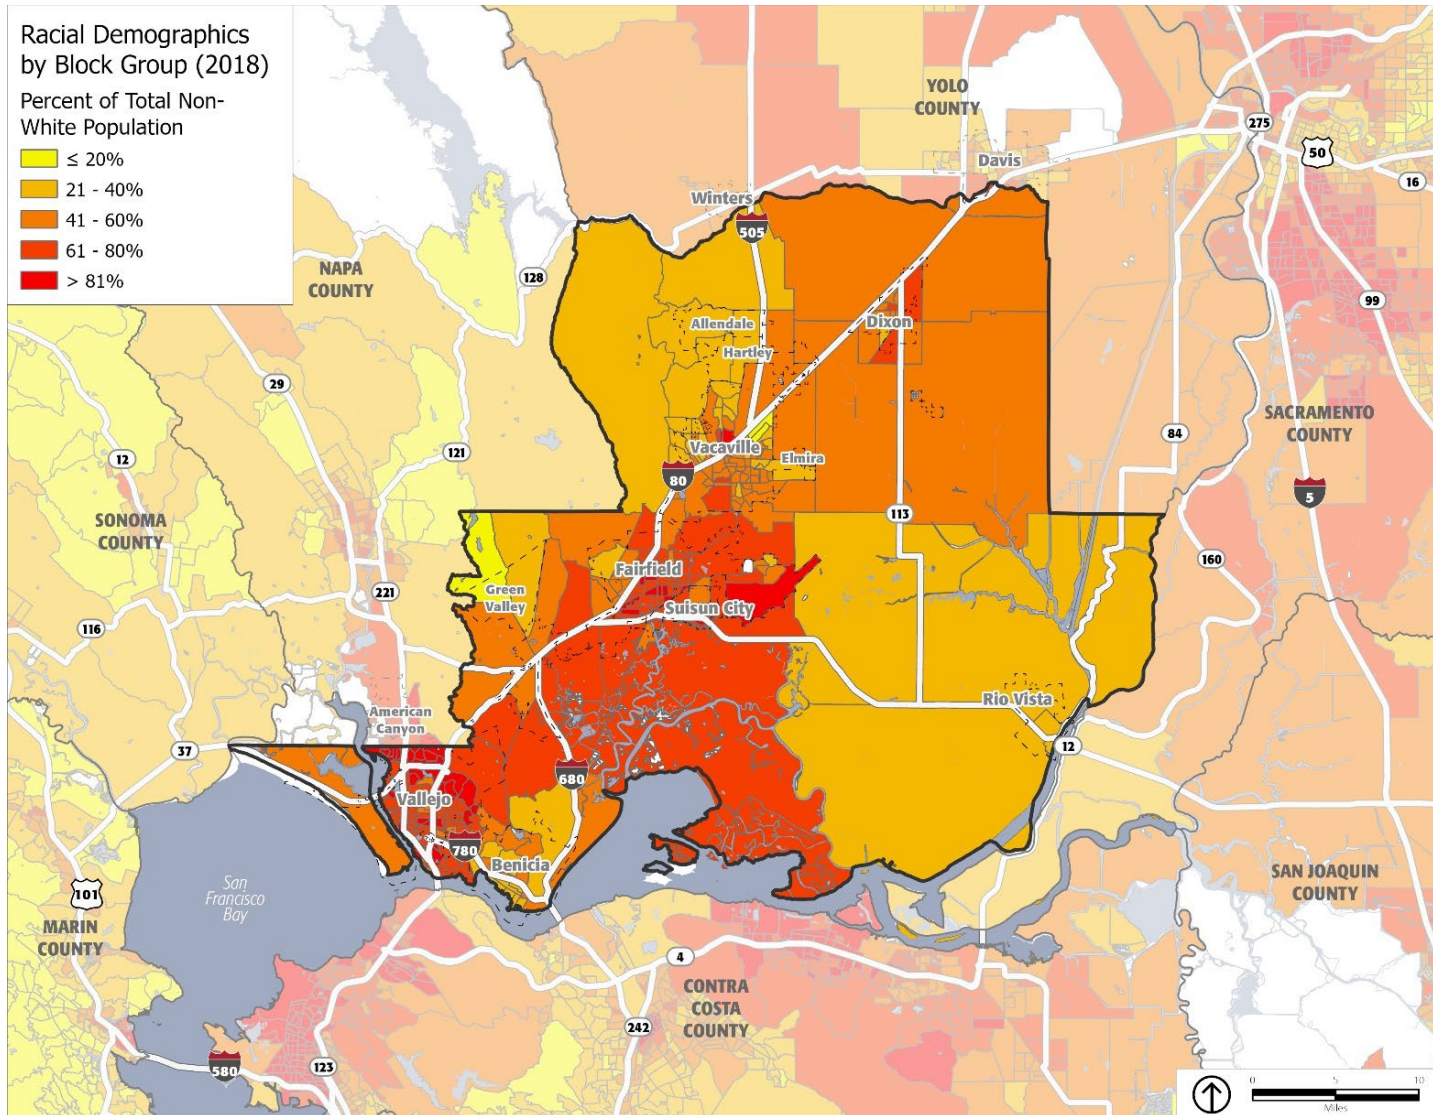 Racial Demographics
by Block Group (2018)
Percent of Total Non-
White Population
≤ 20%
21 - 40%
41 - 60%
61 - 80%
> 81%
YOLO
COUNTY
275
50
Davis
16
Winters
505
NAPA
COUNTY
128
99
Allendale
Dixon
Hartley
29
SACRAMENTO
COUNTY
84
121
Vacaville
12
Elmira
80
5
SONOMA
COUNTY
113
160
Fairfield
Green
Valley
221
Suisun City
116
Rio Vista
American
Canyon
37
12
680
Vallejo
780
Benicia
San
Francisco
Bay
101
SAN JOAQUIN
COUNTY
MARIN
COUNTY
4
CONTRA
COSTA
COUNTY
242
580
123
0 5 10
Miles